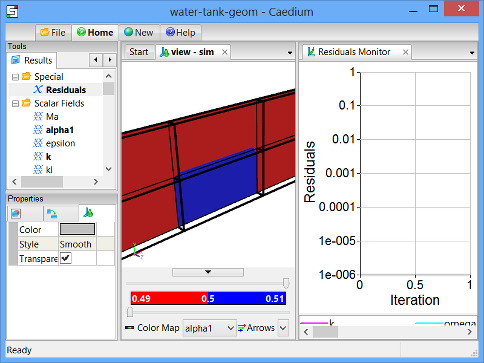 water-tank-geom - Caedium
File Home New Help
Tools
Results
Special
Residuals
Scalar Fields
Ma
alpha1
epsilon
k
kl
Properties
Color
Style Smooth
Transpare
Start view - sim
0.49 0.5 0.51
Color Map alpha1 Arrows
Residuals Monitor
1
0.1
0.01
0.001
0.0001
1e-005
1e-006
Residuals
0 0.5 1
Iteration
k omega
Ready